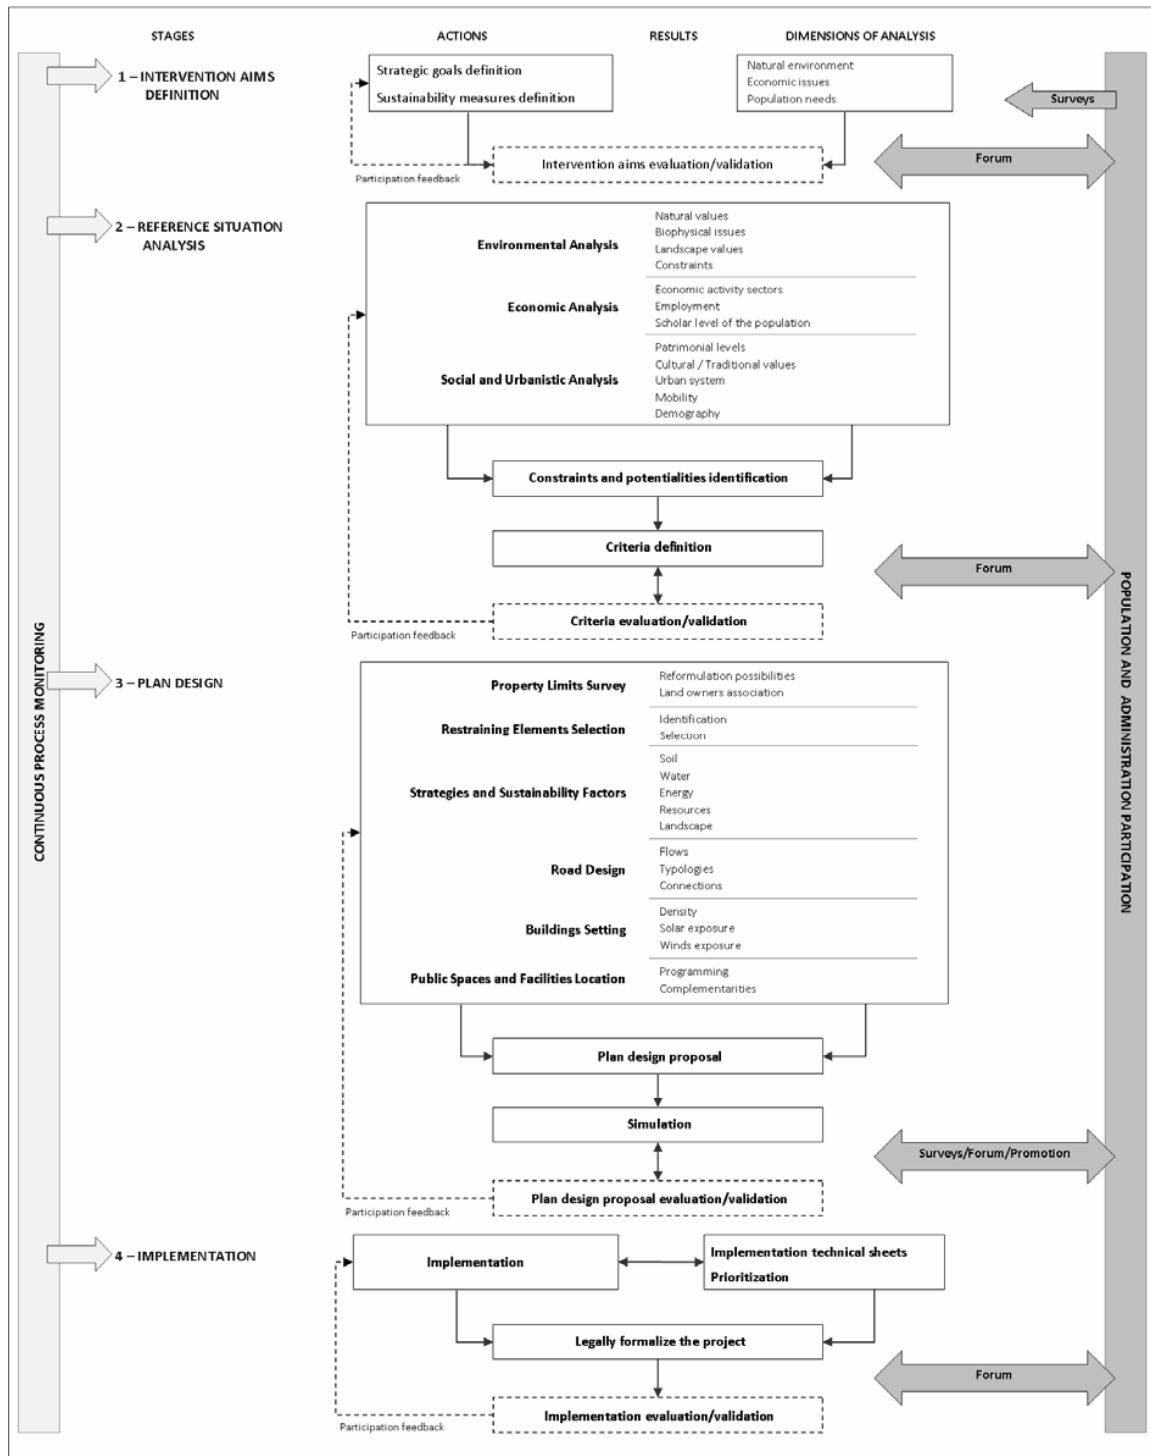 STAGES
ACTIONS
RESULTS
DIMENSIONS OF ANALYSIS
CONTINUOUS PROCESS MONITORING
POPULATION AND ADMINISTRATION PARTICIPATION
1 – INTERVENTION AIMS
DEFINITION
Strategic goals definition
Sustainability measures definition
Natural environment
Economic issues
Population needs
Surveys
Intervention aims evaluation/validation
Participation feedback
Forum
2 – REFERENCE SITUATION
ANALYSIS
Environmental Analysis
Natural values
Biophysical issues
Landscape values
Constraints
Economic Analysis
Economic activity sectors
Employment
Scholar level of the population
Social and Urbanistic Analysis
Patrimonial levels
Cultural / Traditional values
Urban system
Mobility
Demography
Constraints and potentialities identification
Criteria definition
Forum
Criteria evaluation/validation
Participation feedback
3 – PLAN DESIGN
Property Limits Survey
Reformulation possibilities
Land owners association
Restraining Elements Selection
Identification
Selection
Strategies and Sustainability Factors
Soil
Water
Energy
Resources
Landscape
Road Design
Flows
Typologies
Connections
Buildings Setting
Density
Solar exposure
Winds exposure
Public Spaces and Facilities Location
Programming
Complementarities
Plan design proposal
Simulation
Surveys/Forum/Promotion
Plan design proposal evaluation/validation
Participation feedback
4 – IMPLEMENTATION
Implementation
Implementation technical sheets
Prioritization
Legally formalize the project
Forum
Implementation evaluation/validation
Participation feedback